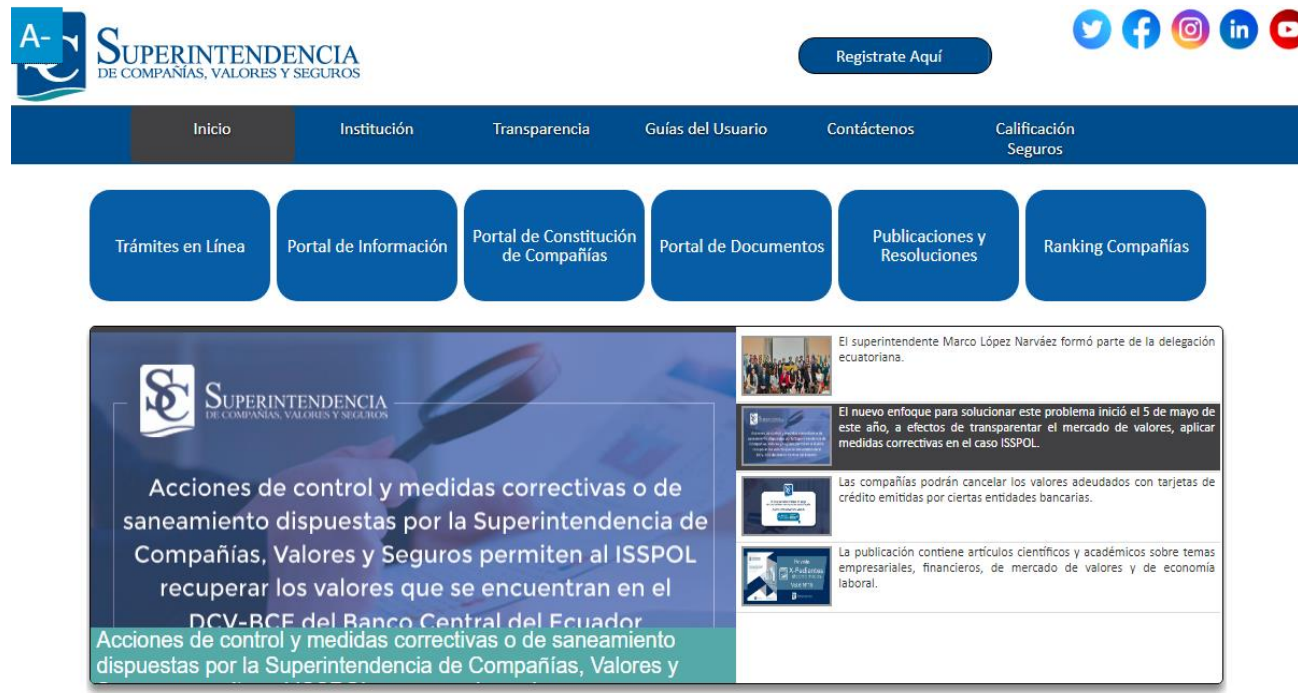 A-
SUPERINTENDENCIA
DE COMPAÑÍAS, VALORES Y SEGUROS
Registrate Aquí
Inicio
Institución
Transparencia
Guías del Usuario
Contáctenos
Calificación
Seguros
Trámites en Línea
Portal de Información
Portal de Constitución
de Compañías
Portal de Documentos
Publicaciones y
Resoluciones
Ranking Compañías
SC
SUPERINTENDENCIA
DE COMPAÑÍAS, VALORES Y SEGUROS
Acciones de control y medidas correctivas o de
saneamiento dispuestas por la Superintendencia de
Compañías, Valores y Seguros permiten al ISSPOL
recuperar los valores que se encuentran en el
DCV-BCE del Banco Central del Ecuador
Acciones de control y medidas correctivas o de saneamiento
dispuestas por la Superintendencia de Compañías, Valores y
El superintendente Marco López Narváez formó parte de la delegación
ecuatoriana.
El nuevo enfoque para solucionar este problema inició el 5 de mayo de
este año, a efectos de transparentar el mercado de valores, aplicar
medidas correctivas en el caso ISSPOL.
Las compañías podrán cancelar los valores adeudados con tarjetas de
crédito emitidas por ciertas entidades bancarias.
La publicación contiene artículos científicos y académicos sobre temas
empresariales, financieros, de mercado de valores y de economía
laboral.